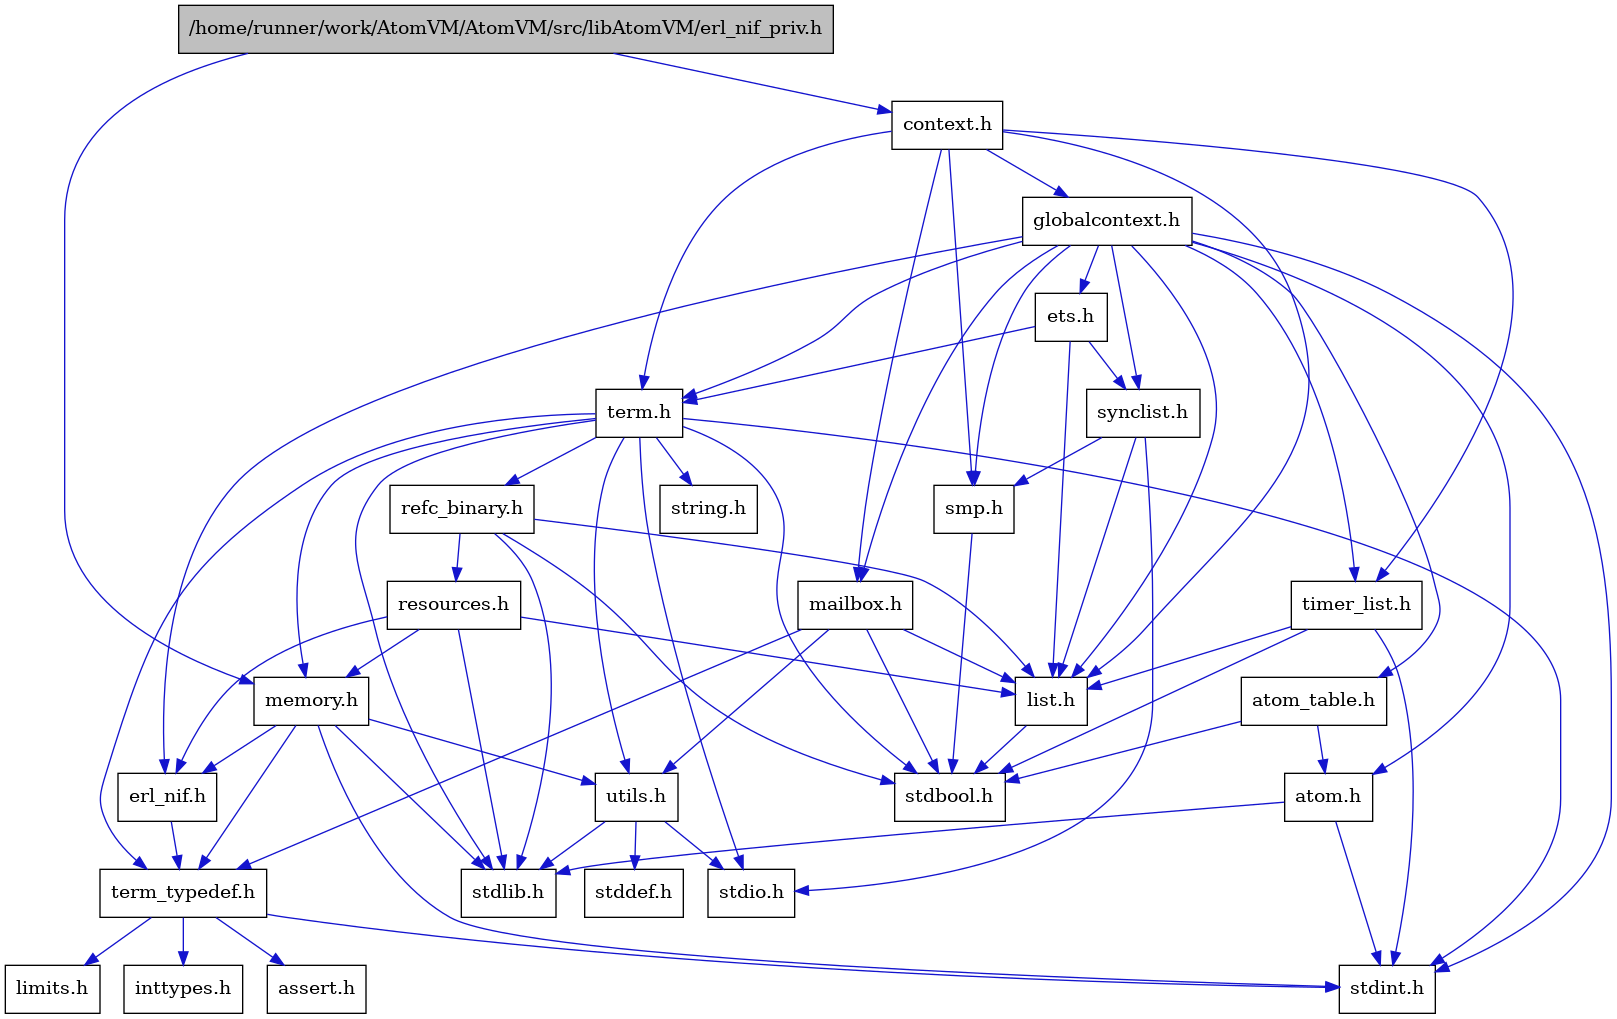 /home/runner/work/AtomVM/AtomVM/src/libAtomVM/erl_nif_priv.h
context.h
globalcontext.h
ets.h
term.h
synclist.h
refc_binary.h
string.h
smp.h
resources.h
mailbox.h
timer_list.h
memory.h
list.h
atom_table.h
erl_nif.h
utils.h
stdbool.h
atom.h
term_typedef.h
stdlib.h
stddef.h
stdio.h
limits.h
inttypes.h
assert.h
stdint.h